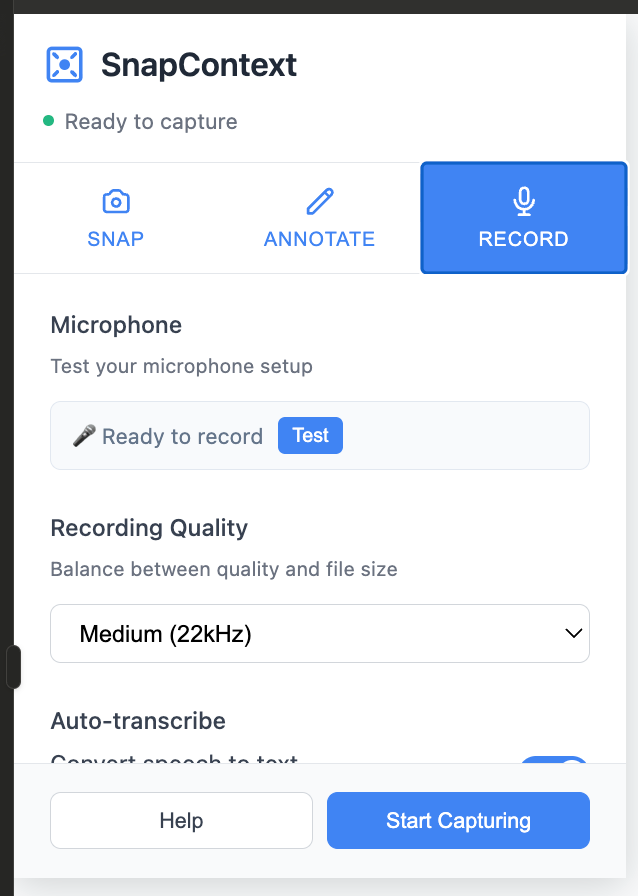 SnapContext
Ready to capture
SNAP
ANNOTATE
RECORD
Microphone
Test your microphone setup
🎤 Ready to record
Test
Recording Quality
Balance between quality and file size
Medium (22kHz)
Auto-transcribe
Convert speech to text
Help
Start Capturing